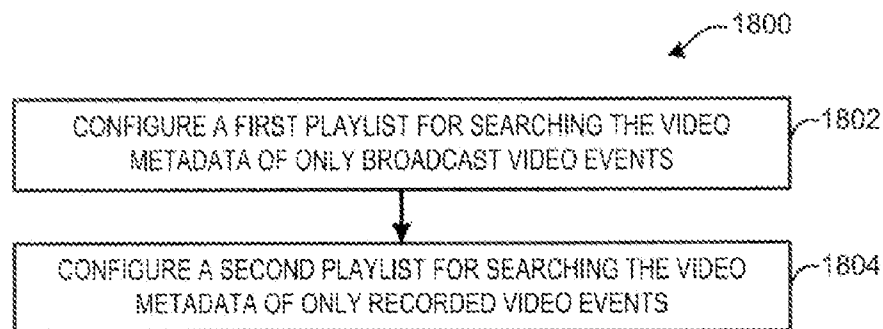 1800
CONFIGURE A FIRST PLAYLIST FOR SEARCHING THE VIDEO
METADATA OF ONLY BROADCAST VIDEO EVENTS
1802
CONFIGURE A SECOND PLAYLIST FOR SEARCHING THE VIDEO
METADATA OF ONLY RECORDED VIDEO EVENTS
1804